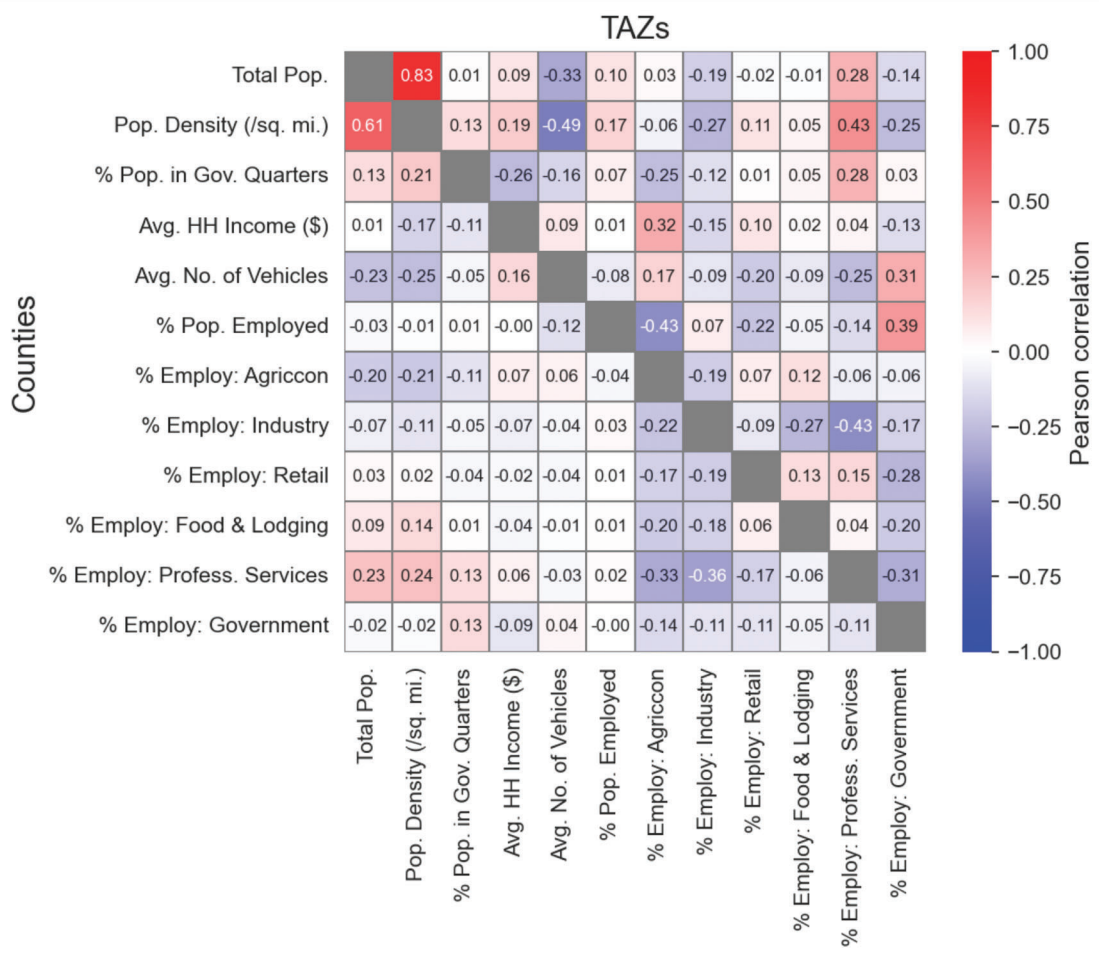 TAZs
Total Pop. 0.83 0.01 0.09 -0.33 0.10 0.03 -0.19 -0.02 -0.01 0.28 -0.14
Pop. Density (/sq. mi.) 0.61 0.13 0.19 -0.49 0.17 -0.06 -0.27 0.11 0.05 0.43 -0.25
% Pop. in Gov. Quarters 0.13 0.21 -0.26 -0.16 0.07 -0.25 -0.12 0.01 0.05 0.28 0.03
Avg. HH Income ($) 0.01 -0.17 -0.11 0.09 0.01 0.32 -0.15 0.10 0.02 0.04 -0.13
Avg. No. of Vehicles -0.23 -0.25 -0.05 0.16 -0.08 0.17 -0.09 -0.20 -0.09 -0.25 0.31
% Pop. Employed -0.03 -0.01 0.01 -0.00 -0.12 -0.43 0.07 -0.22 -0.05 -0.14 0.39
% Employ: Agriccon -0.20 -0.21 -0.11 0.07 0.06 -0.04 -0.19 0.07 0.12 -0.06 -0.06
% Employ: Industry -0.07 -0.11 -0.05 -0.07 -0.04 0.03 -0.22 -0.09 -0.27 -0.43 -0.17
% Employ: Retail 0.03 0.02 -0.04 -0.02 -0.04 0.01 -0.17 -0.19 0.13 0.15 -0.28
% Employ: Food & Lodging 0.09 0.14 0.01 -0.04 -0.01 0.01 -0.20 -0.18 0.06 0.04 -0.20
% Employ: Profess. Services 0.23 0.24 0.13 0.06 -0.03 0.02 -0.33 -0.36 -0.17 -0.06 -0.31
% Employ: Government -0.02 -0.02 0.13 -0.09 0.04 -0.00 -0.14 -0.11 -0.11 -0.05 -0.11
Counties
Total Pop.
Pop. Density (/sq. mi.)
% Pop. in Gov. Quarters
Avg. HH Income ($)
Avg. No. of Vehicles
% Pop. Employed
% Employ: Agriccon
% Employ: Industry
% Employ: Retail
% Employ: Food & Lodging
% Employ: Profess. Services
% Employ: Government
1.00
0.75
0.50
0.25
0.00
−0.25
−0.50
−0.75
−1.00
Pearson correlation